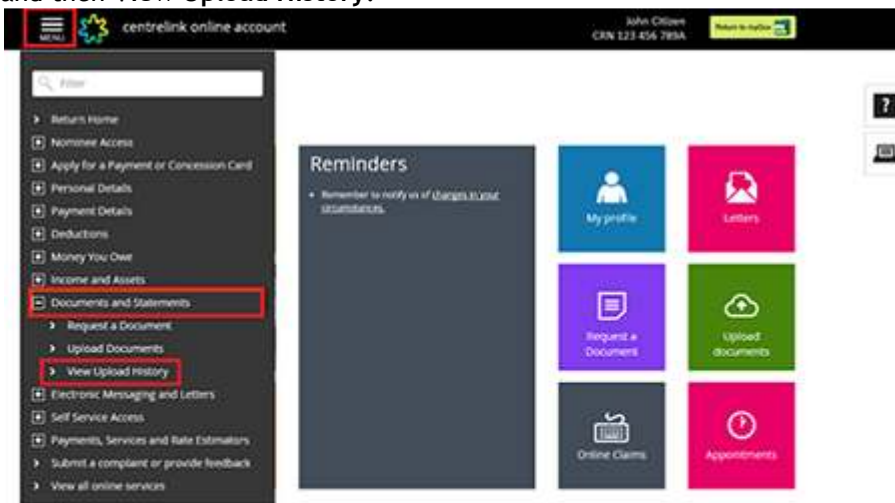 and then View Upload History.
MENU
centrelink online account
John Citizen
CRN 123 456 789A
Return to myGov
Filter
Return Home
Nominee Access
Apply for a Payment or Concession Card
Personal Details
Payment Details
Deductions
Money You Owe
Income and Assets
Documents and Statements
Request a Document
Upload Documents
View Upload History
Electronic Messaging and Letters
Self Service Access
Payments, Services and Rate Estimators
Submit a complaint or provide feedback
View all online services
Reminders
Remember to notify us of changes in your
circumstances.
My profile
Letters
Request a
Document
Upload
documents
Online Claims
Appointments
?